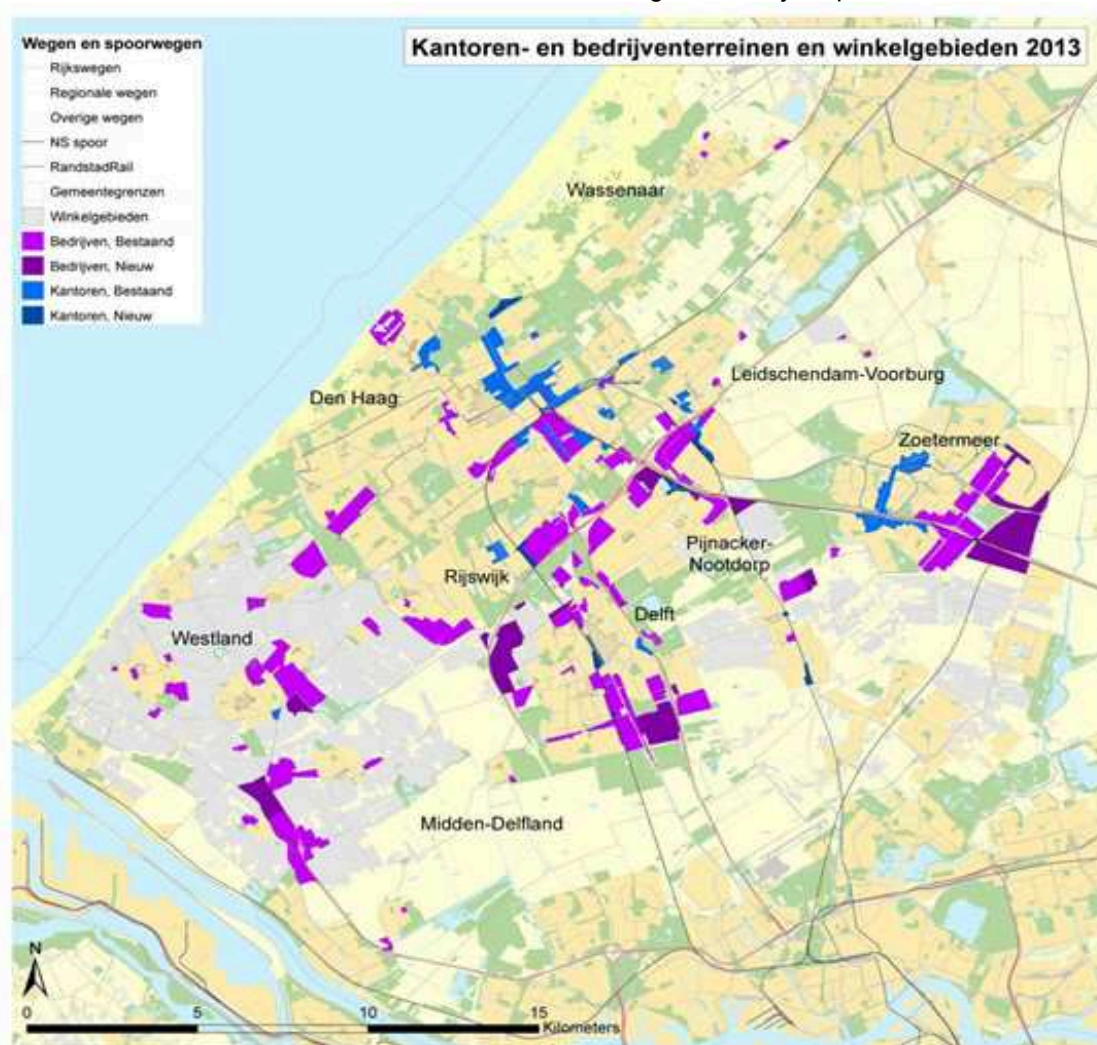 Wegen en spoorwegen
Rijkswegen
Regionale wegen
Overige wegen
NS spoor
RandstadRail
Gemeentegrenzen
Winkelgebieden
Bedrijven, Bestaand
Bedrijven, Nieuw
Kantoren, Bestaand
Kantoren, Nieuw
Kantoren- en bedrijventerreinen en winkelgebieden 2013
Wassenaar
Leidschendam-Voorburg
Den Haag
Zoetermeer
Pijnacker-
Nootdorp
Rijswijk
Delft
Westland
Midden-Delfland
N
0 5 10 15
Kilometers